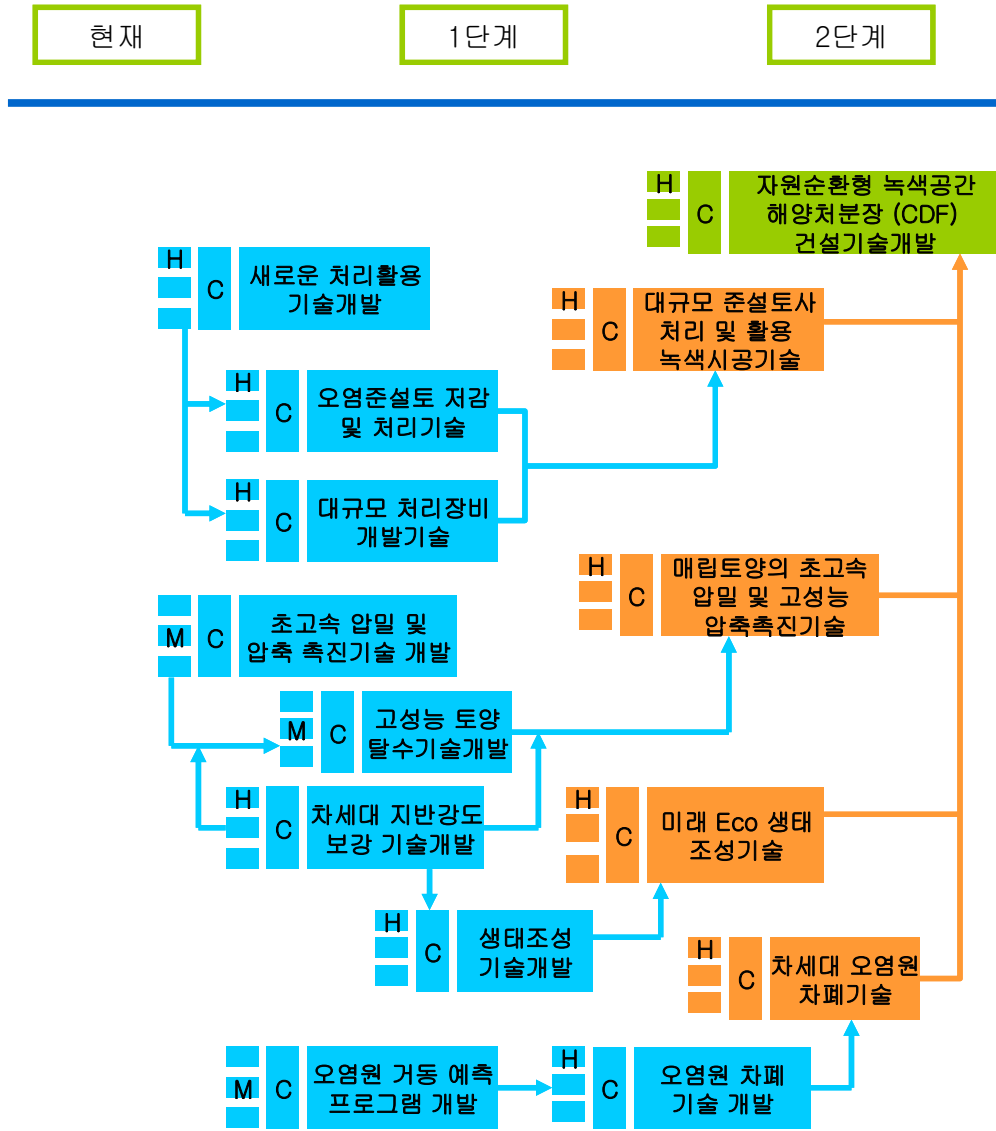 현재
1단계
2단계
H
C
자원순환형 녹색공간
해양처분장 (CDF)
건설기술개발
H
C
새로운 처리활용
기술개발
H
C
대규모 준설토사
처리 및 활용
녹색시공기술
H
C
오염준설토 저감
및 처리기술
H
C
대규모 처리장비
개발기술
H
C
매립토양의 초고속
압밀 및 고성능
압축촉진기술
M
C
초고속 압밀 및
압축 촉진기술 개발
M
C
고성능 토양
탈수기술개발
H
C
차세대 지반강도
보강 기술개발
H
C
미래 Eco 생태
조성기술
H
C
생태조성
기술개발
H
C
차세대 오염원
차폐기술
M
C
오염원 거동 예측
프로그램 개발
H
C
오염원 차폐
기술 개발